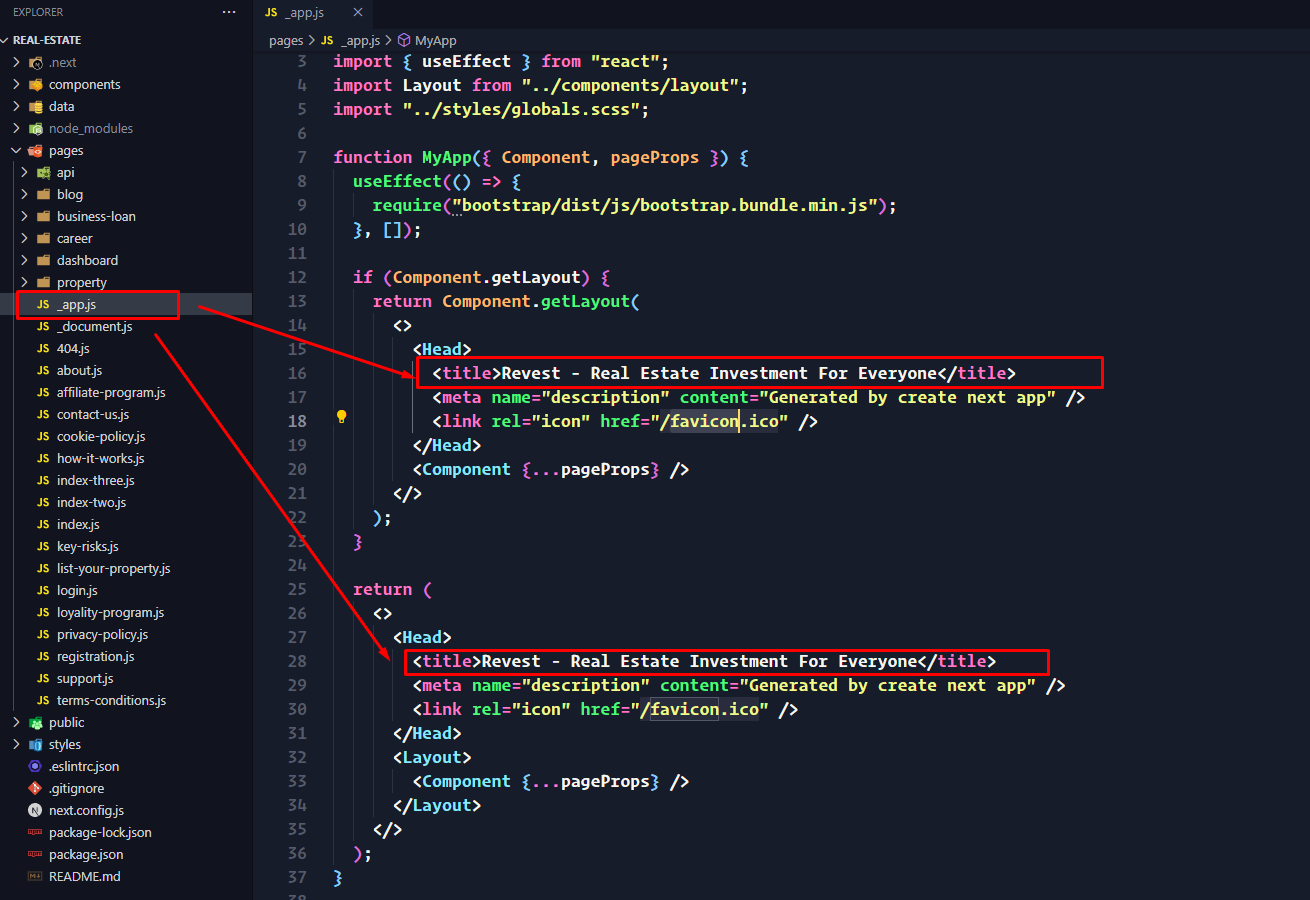 EXPLORER
REAL-ESTATE
.next
components
data
node_modules
pages
api
blog
business-loan
career
dashboard
property
JS _app.js
JS _document.js
JS 404.js
JS about.js
JS affiliate-program.js
JS contact-us.js
JS cookie-policy.js
JS how-it-works.js
JS index-three.js
JS index-two.js
JS index.js
JS key-risks.js
JS list-your-property.js
JS login.js
JS loyality-program.js
JS privacy-policy.js
JS registration.js
JS support.js
JS terms-conditions.js
public
styles
.eslintrc.json
.gitignore
N next.config.js
npm package-lock.json
npm package.json
M README.md
JS _app.js
pages > JS _app.js > MyApp
3 import { useEffect } from "react";
4 import Layout from "../components/layout";
5 import "../styles/globals.scss";
6
7 function MyApp({ Component, pageProps }) {
8 useEffect(() => {
9 require("bootstrap/dist/js/bootstrap.bundle.min.js");
10 }, []);
11
12 if (Component.getLayout) {
13 return Component.getLayout(
14 <>
15 <Head>
16 <title>Revest - Real Estate Investment For Everyone</title>
17 <meta name="description" content="Generated by create next app" />
18 <link rel="icon" href="/favicon.ico" />
19 </Head>
20 <Component {...pageProps} />
21 </>
22 );
23 }
24
25 return (
26 <>
27 <Head>
28 <title>Revest - Real Estate Investment For Everyone</title>
29 <meta name="description" content="Generated by create next app" />
30 <link rel="icon" href="/favicon.ico" />
31 </Head>
32 <Layout>
33 <Component {...pageProps} />
34 </Layout>
35 </>
36 );
37 }
38